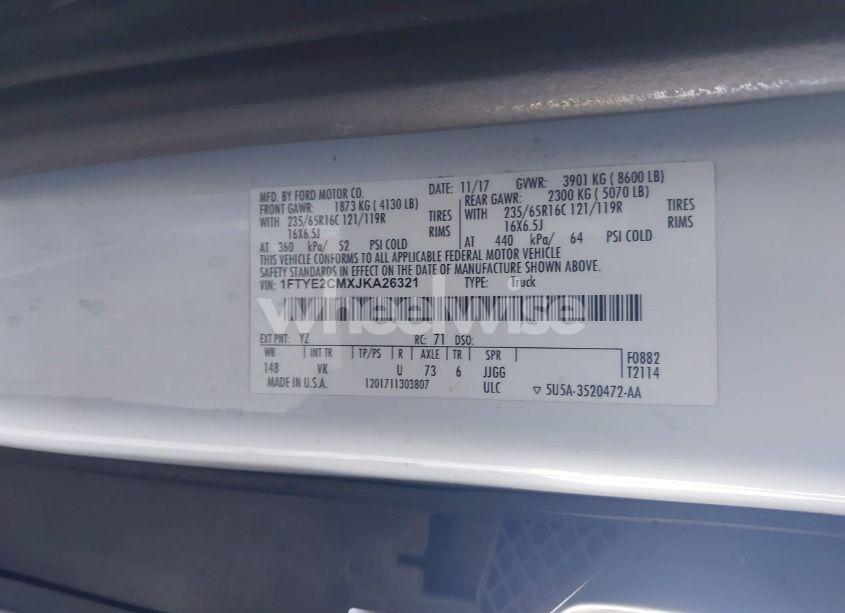 MFD. BY FORD MOTOR CO. DATE: 11/17 GVWR: 3901 KG ( 8600 LB)
FRONT GAWR: 1873 KG ( 4130 LB) REAR GAWR: 2300 KG ( 5070 LB)
WITH 235/65R16C 121/119R TIRES WITH 235/65R16C 121/119R TIRES
16X6.5J RIMS 16X6.5J RIMS
AT 360 kPa/ 52 PSI COLD AT 440 kPa/ 64 PSI COLD
THIS VEHICLE CONFORMS TO ALL APPLICABLE FEDERAL MOTOR VEHICLE
SAFETY STANDARDS IN EFFECT ON THE DATE OF MANUFACTURE SHOWN ABOVE.
VIN: 1FTYE2CMXJKA26321 TYPE: Truck
wheelwise
EXT PNT: YZ RC: 71 DSO:
WB INT TR TP/PS R AXLE TR SPR F0882
148 VK U 73 6 JJGG T2114
MADE IN U.S.A. 1201711303807 ULC ▽ 5U5A-3520472-AA